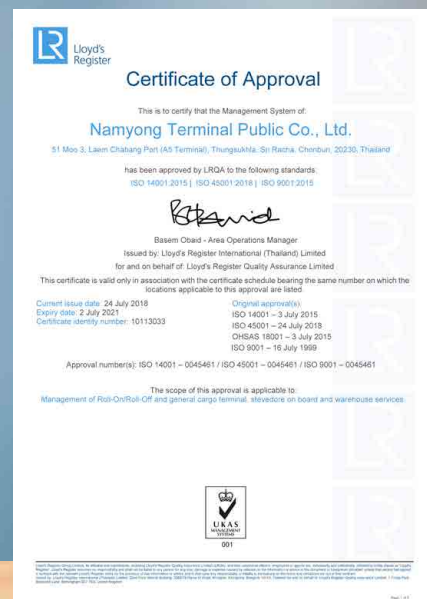 LR
Lloyd's
Register
Certificate of Approval
This is to certify that the Management System of:
Namyong Terminal Public Co., Ltd.
51 Moo 3, Laem Chabang Port (A5 Terminal), Thungsukhla, Sri Racha, Chonburi, 20230, Thailand
has been approved by LRQA to the following standards:
ISO 14001:2015 | ISO 45001:2018 | ISO 9001:2015
Basem Obaid - Area Operations Manager
Issued by: Lloyd's Register International (Thailand) Limited
for and on behalf of: Lloyd's Register Quality Assurance Limited
This certificate is valid only in association with the certificate schedule bearing the same number on which the
locations applicable to this approval are listed.
Current issue date: 24 July 2018
Expiry date: 2 July 2021
Certificate identity number: 10113033
Original approval(s):
ISO 14001 – 3 July 2015
ISO 45001 – 24 July 2018
OHSAS 18001 – 3 July 2015
ISO 9001 – 16 July 1999
Approval number(s): ISO 14001 – 0045461 / ISO 45001 – 0045461 / ISO 9001 – 0045461
The scope of this approval is applicable to:
Management of Roll-On/Roll-Off and general cargo terminal, stevedore on board and warehouse services.
UKAS
MANAGEMENT
SYSTEMS
001